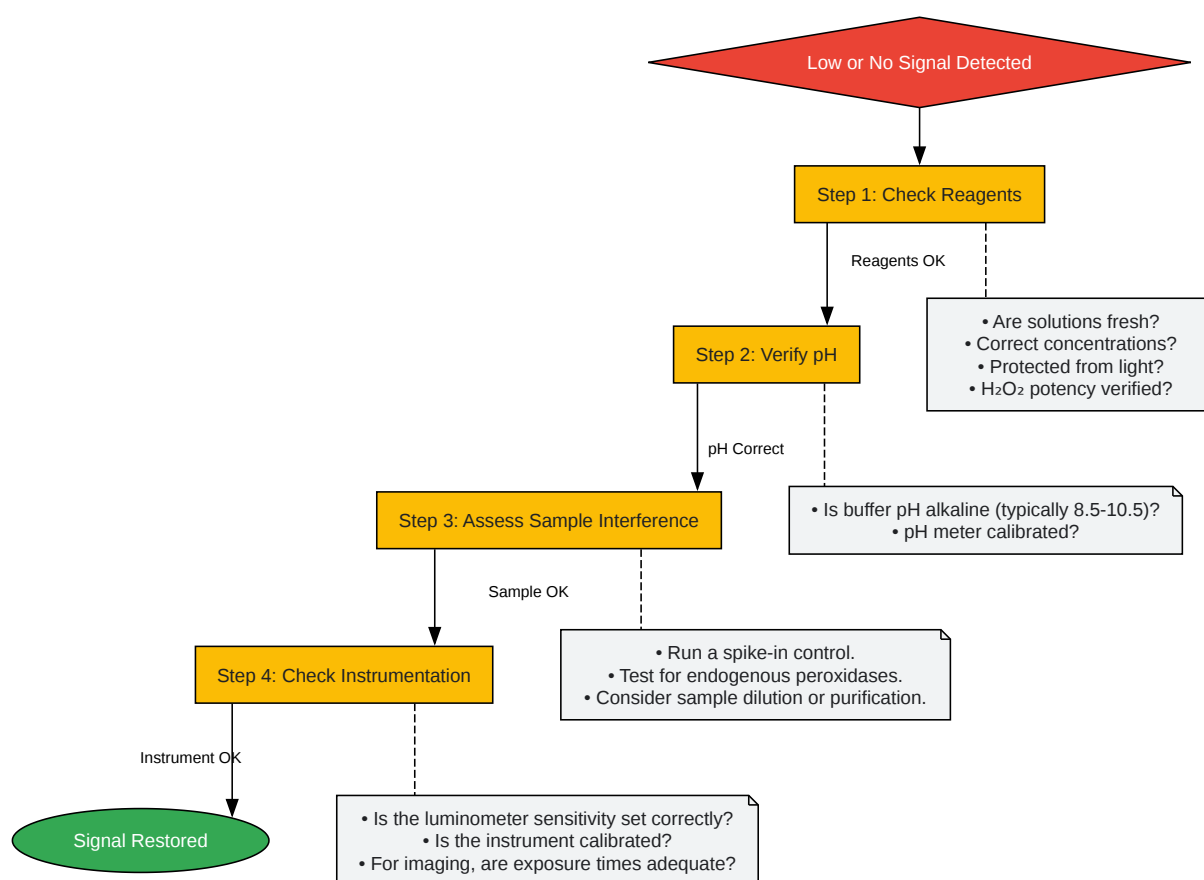 Low or No Signal Detected
Step 1: Check Reagents
Reagents OK
• Are solutions fresh?
• Correct concentrations?
• Protected from light?
• H₂O₂ potency verified?
Step 2: Verify pH
pH Correct
• Is buffer pH alkaline (typically 8.5-10.5)?
• pH meter calibrated?
Step 3: Assess Sample Interference
Sample OK
• Run a spike-in control.
• Test for endogenous peroxidases.
• Consider sample dilution or purification.
Step 4: Check Instrumentation
Instrument OK
• Is the luminometer sensitivity set correctly?
• Is the instrument calibrated?
• For imaging, are exposure times adequate?
Signal Restored